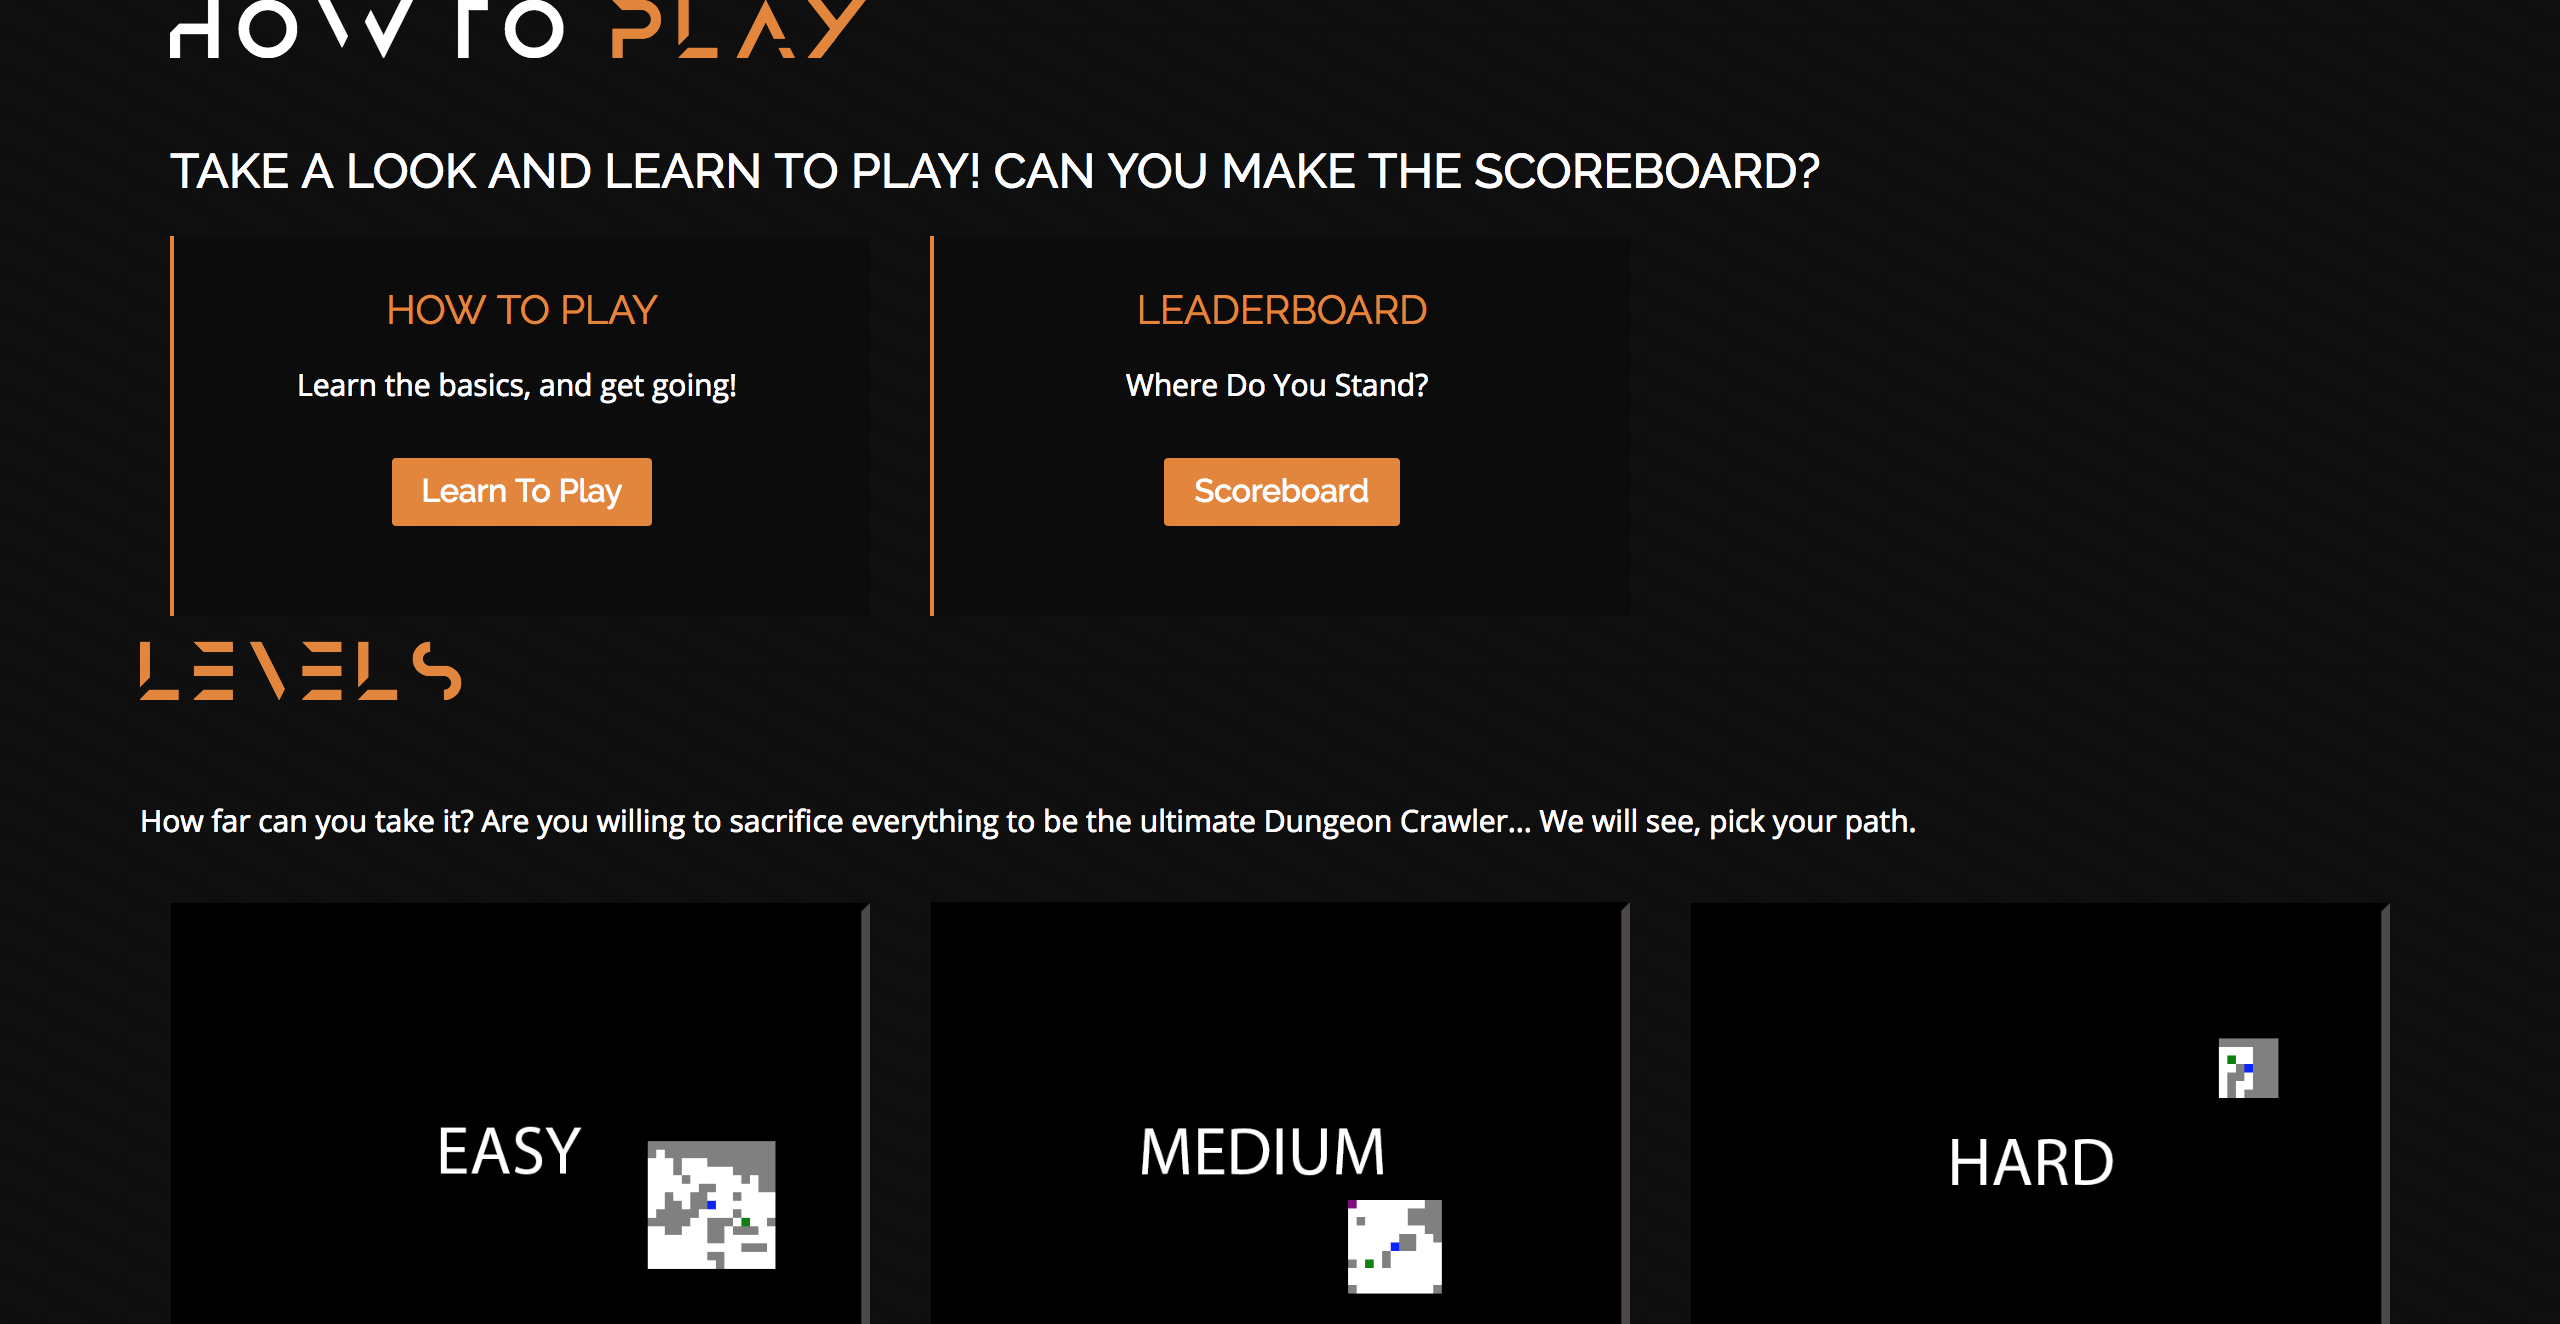 HOW TO PLAY
TAKE A LOOK AND LEARN TO PLAY! CAN YOU MAKE THE SCOREBOARD?
HOW TO PLAY
Learn the basics, and get going!
Learn To Play
LEADERBOARD
Where Do You Stand?
Scoreboard
LEVELS
How far can you take it? Are you willing to sacrifice everything to be the ultimate Dungeon Crawler... We will see, pick your path.
EASY
MEDIUM
HARD